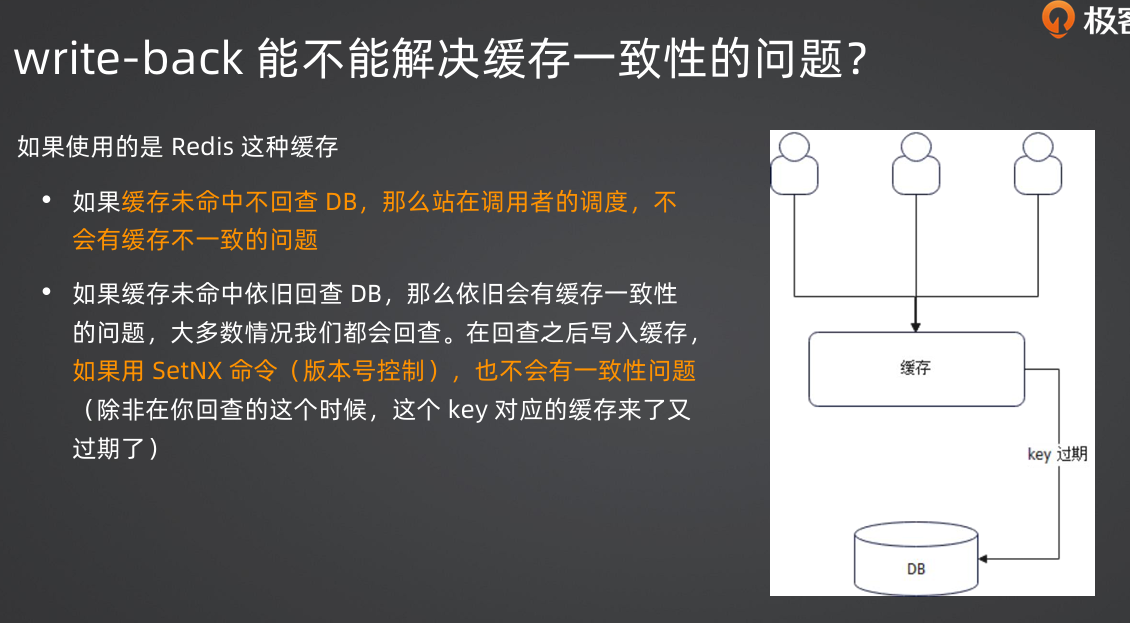 极客
write-back 能不能解决缓存一致性的问题？
如果使用的是 Redis 这种缓存
• 如果缓存未命中不回查 DB，那么站在调用者的调度，不
会有缓存不一致的问题
• 如果缓存未命中依旧回查 DB，那么依旧会有缓存一致性
的问题，大多数情况我们都会回查。在回查之后写入缓存，
如果用 SetNX 命令（版本号控制），也不会有一致性问题
（除非在你回查的这个时候，这个 key 对应的缓存来了又
过期了）
缓存
key 过期
DB